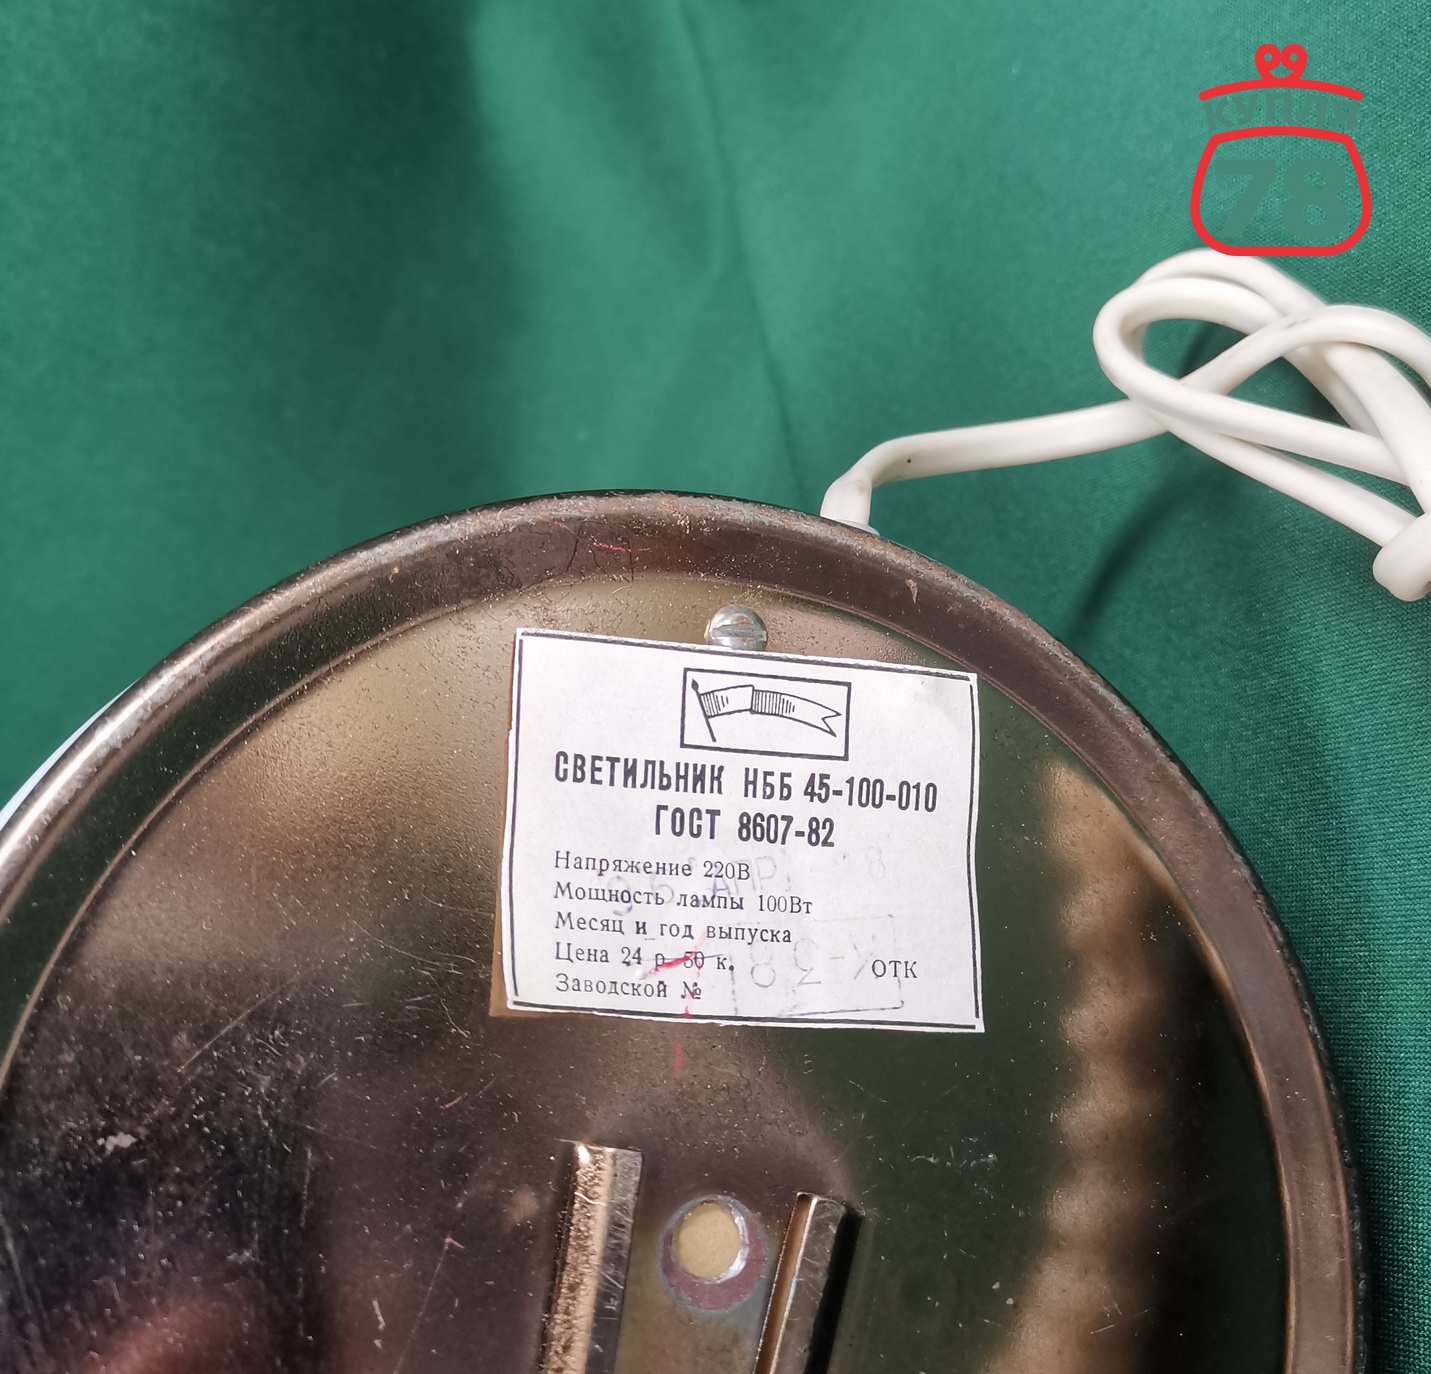 КУПИЯ
78
СВЕТИЛЬНИК НББ 45-100-010
ГОСТ 8607-82
Напряжение 220В
Мощность лампы 100Вт
Месяц и год выпуска
Цена 24 р. 50 к.
ОТК
Заводской №